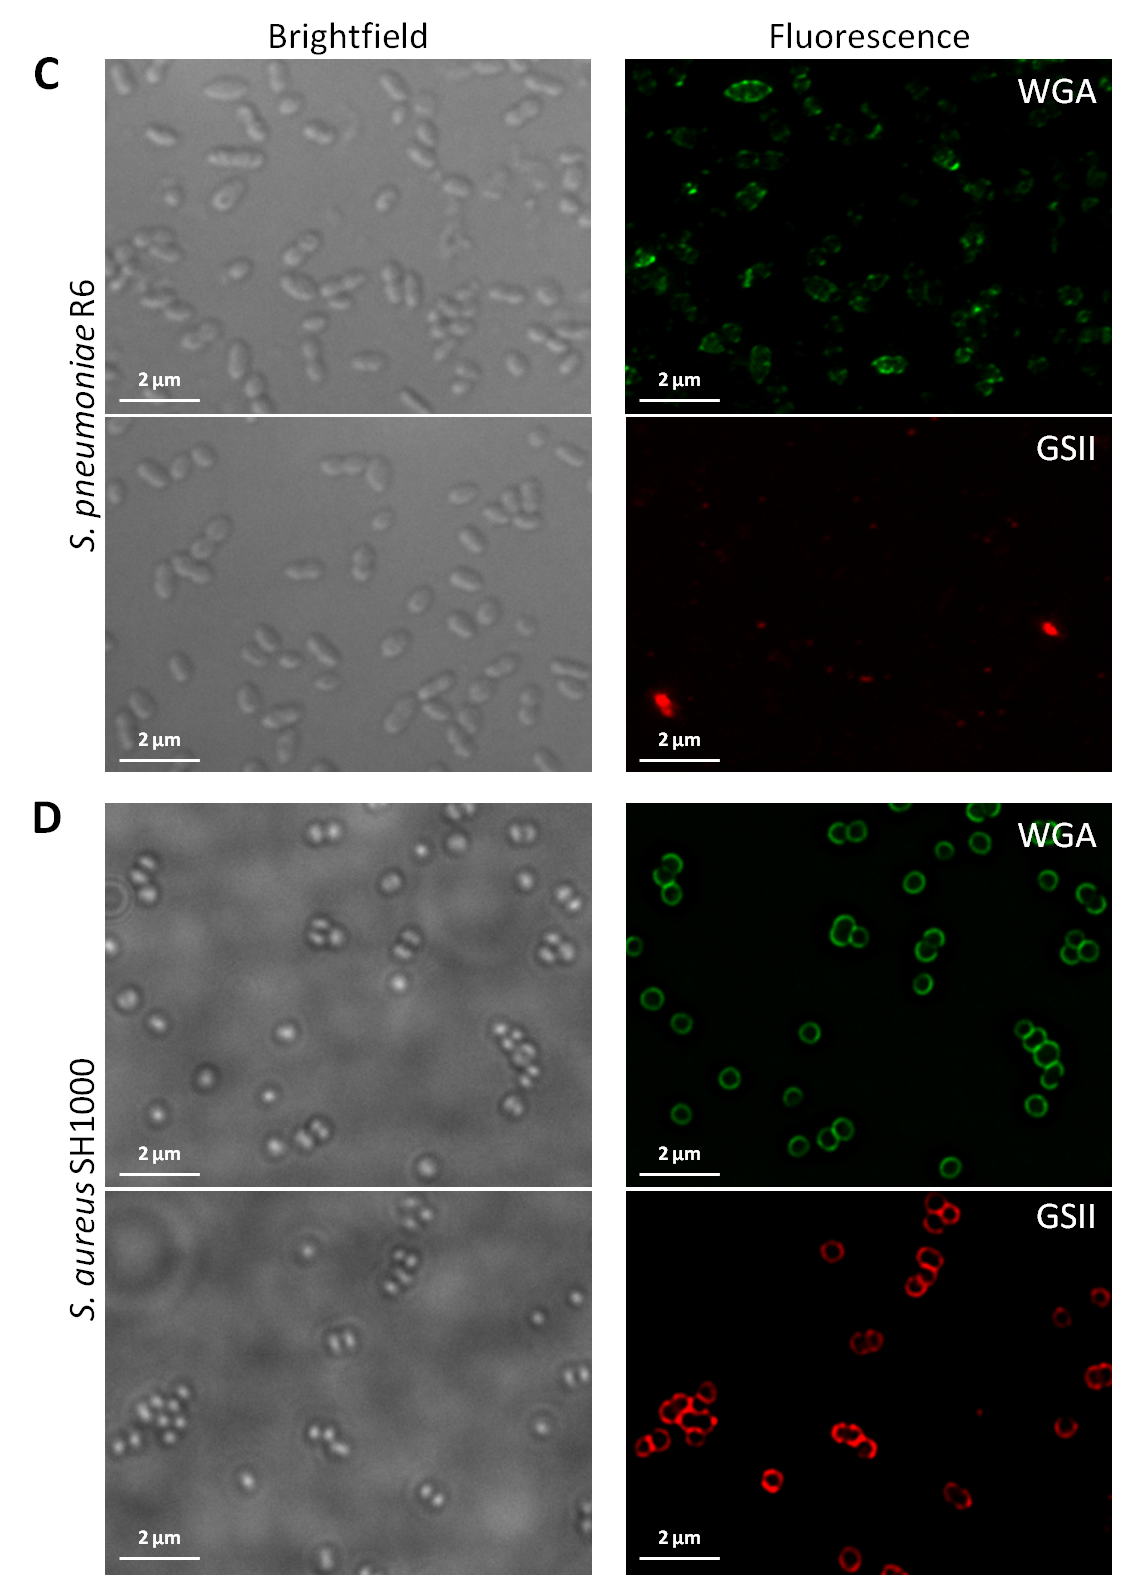 Brightfield
Fluorescence
C
WGA
S. pneumoniae R6
2 µm
2 µm
GSII
2 µm
2 µm
D
WGA
S. aureus SH1000
2 µm
2 µm
GSII
2 µm
2 µm